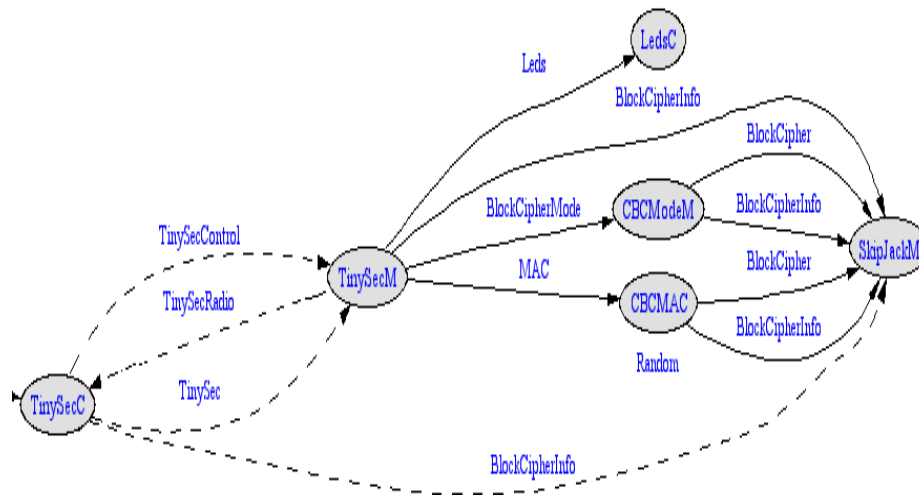 LedsC
Leds
BlockCipherInfo
BlockCipher
BlockCipherMode
CBCModeM
BlockCipherInfo
TinySecControl
SkipJackM
MAC
BlockCipher
TinySecM
TinySecRadio
CBCMAC
BlockCipherInfo
Random
TinySec
TinySecC
BlockCipherInfo